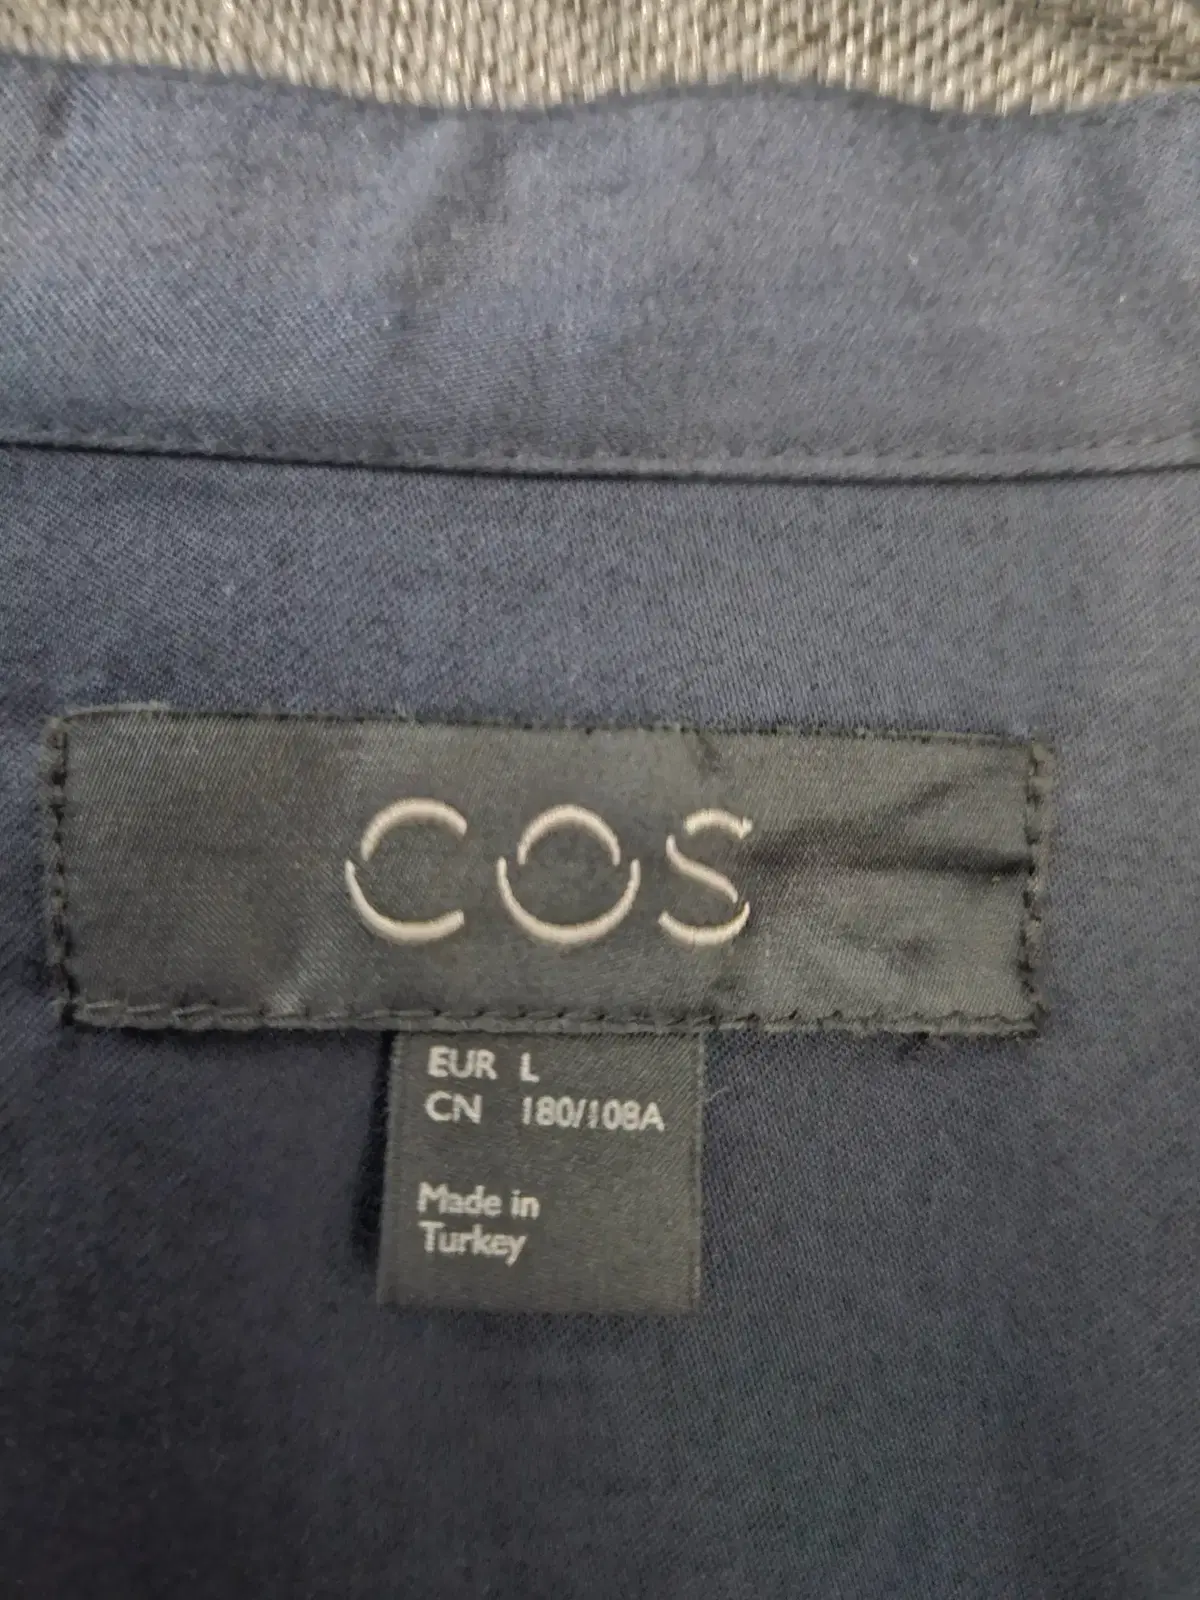 COS
EUR L
CN 180/108A
Made in
Turkey